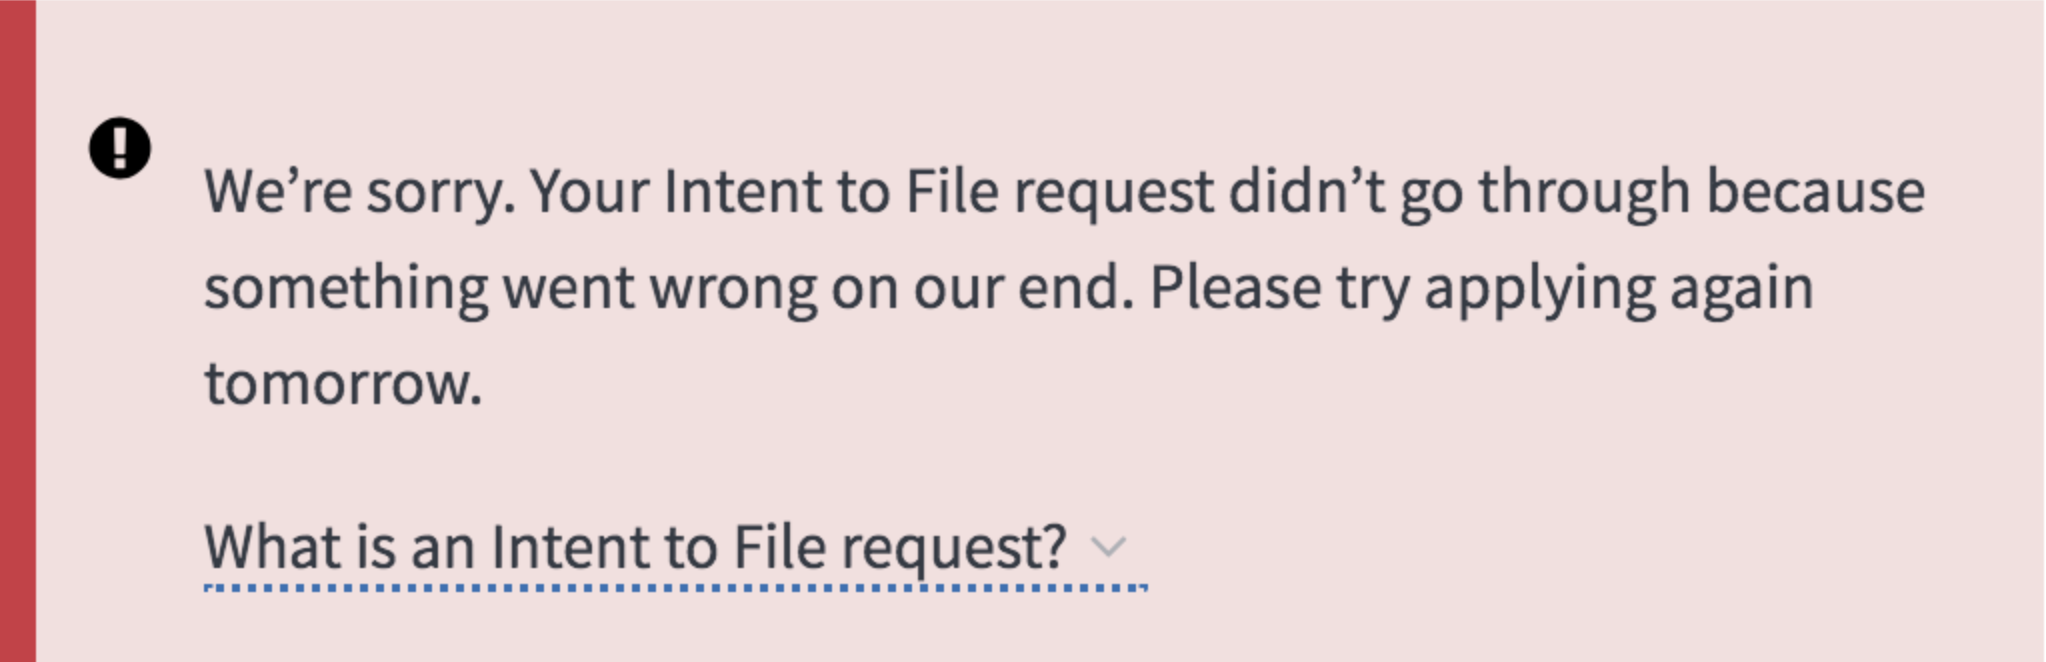 We’re sorry. Your Intent to File request didn’t go through because
something went wrong on our end. Please try applying again
tomorrow.
What is an Intent to File request?